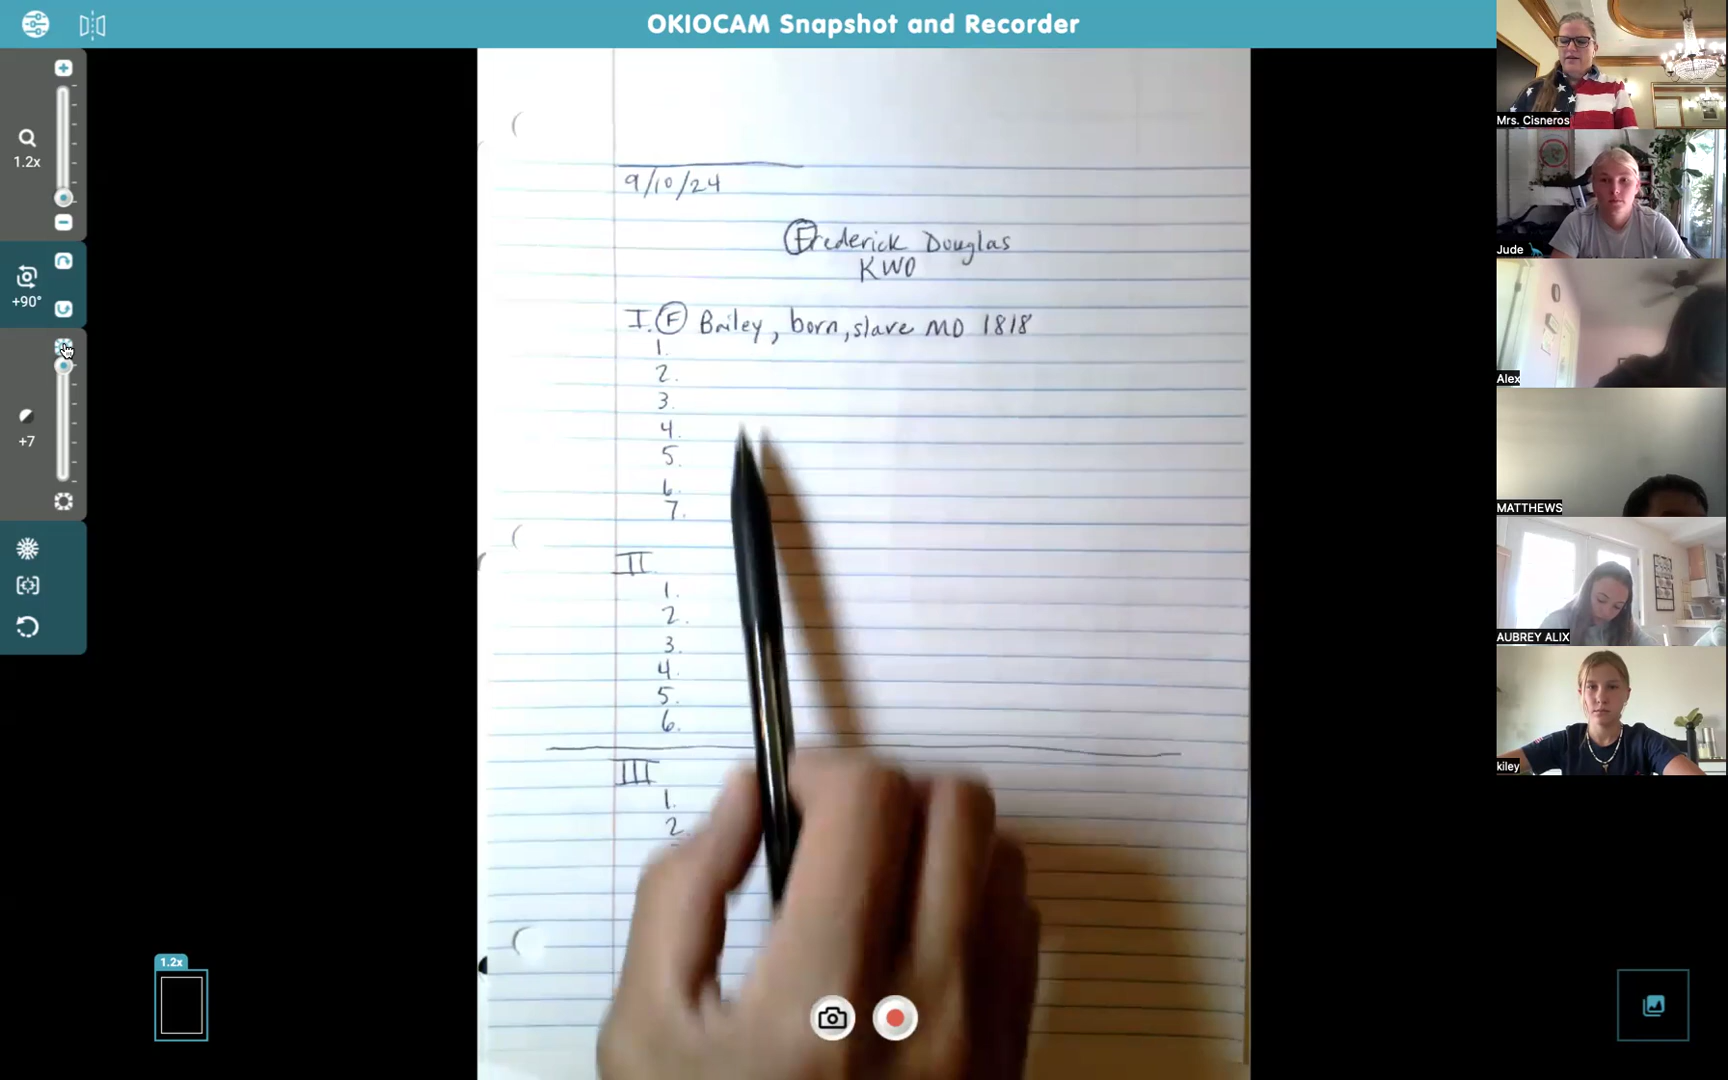 OKIOCAM Snapshot and Recorder
1.2x
+90°
+7
1.2x
9/10/24
Frederick Douglas
KWO
I. F Bailey, born, slave MD 1818
1.
2.
3.
4.
5.
6.
7.
II
1.
2.
3.
4.
5.
6.
III
1.
2.
Mrs. Cisneros
Jude
Alex
MATTHEWS
AUBREY ALIX
kiley